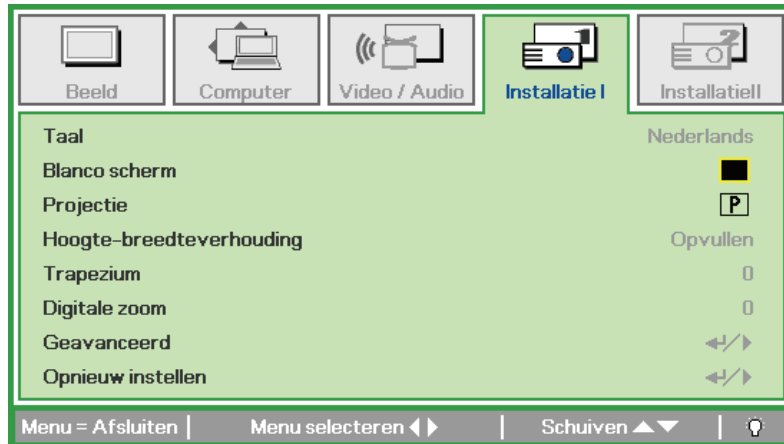 Beeld Computer Video / Audio Installatie I InstallatieII
Taal Nederlands
Blanco scherm
Projectie P
Hoogte-breedteverhouding Opvullen
Trapezium 0
Digitale zoom 0
Geavanceerd
Opnieuw instellen
Menu = Afsluiten | Menu selecteren | Schuiven |